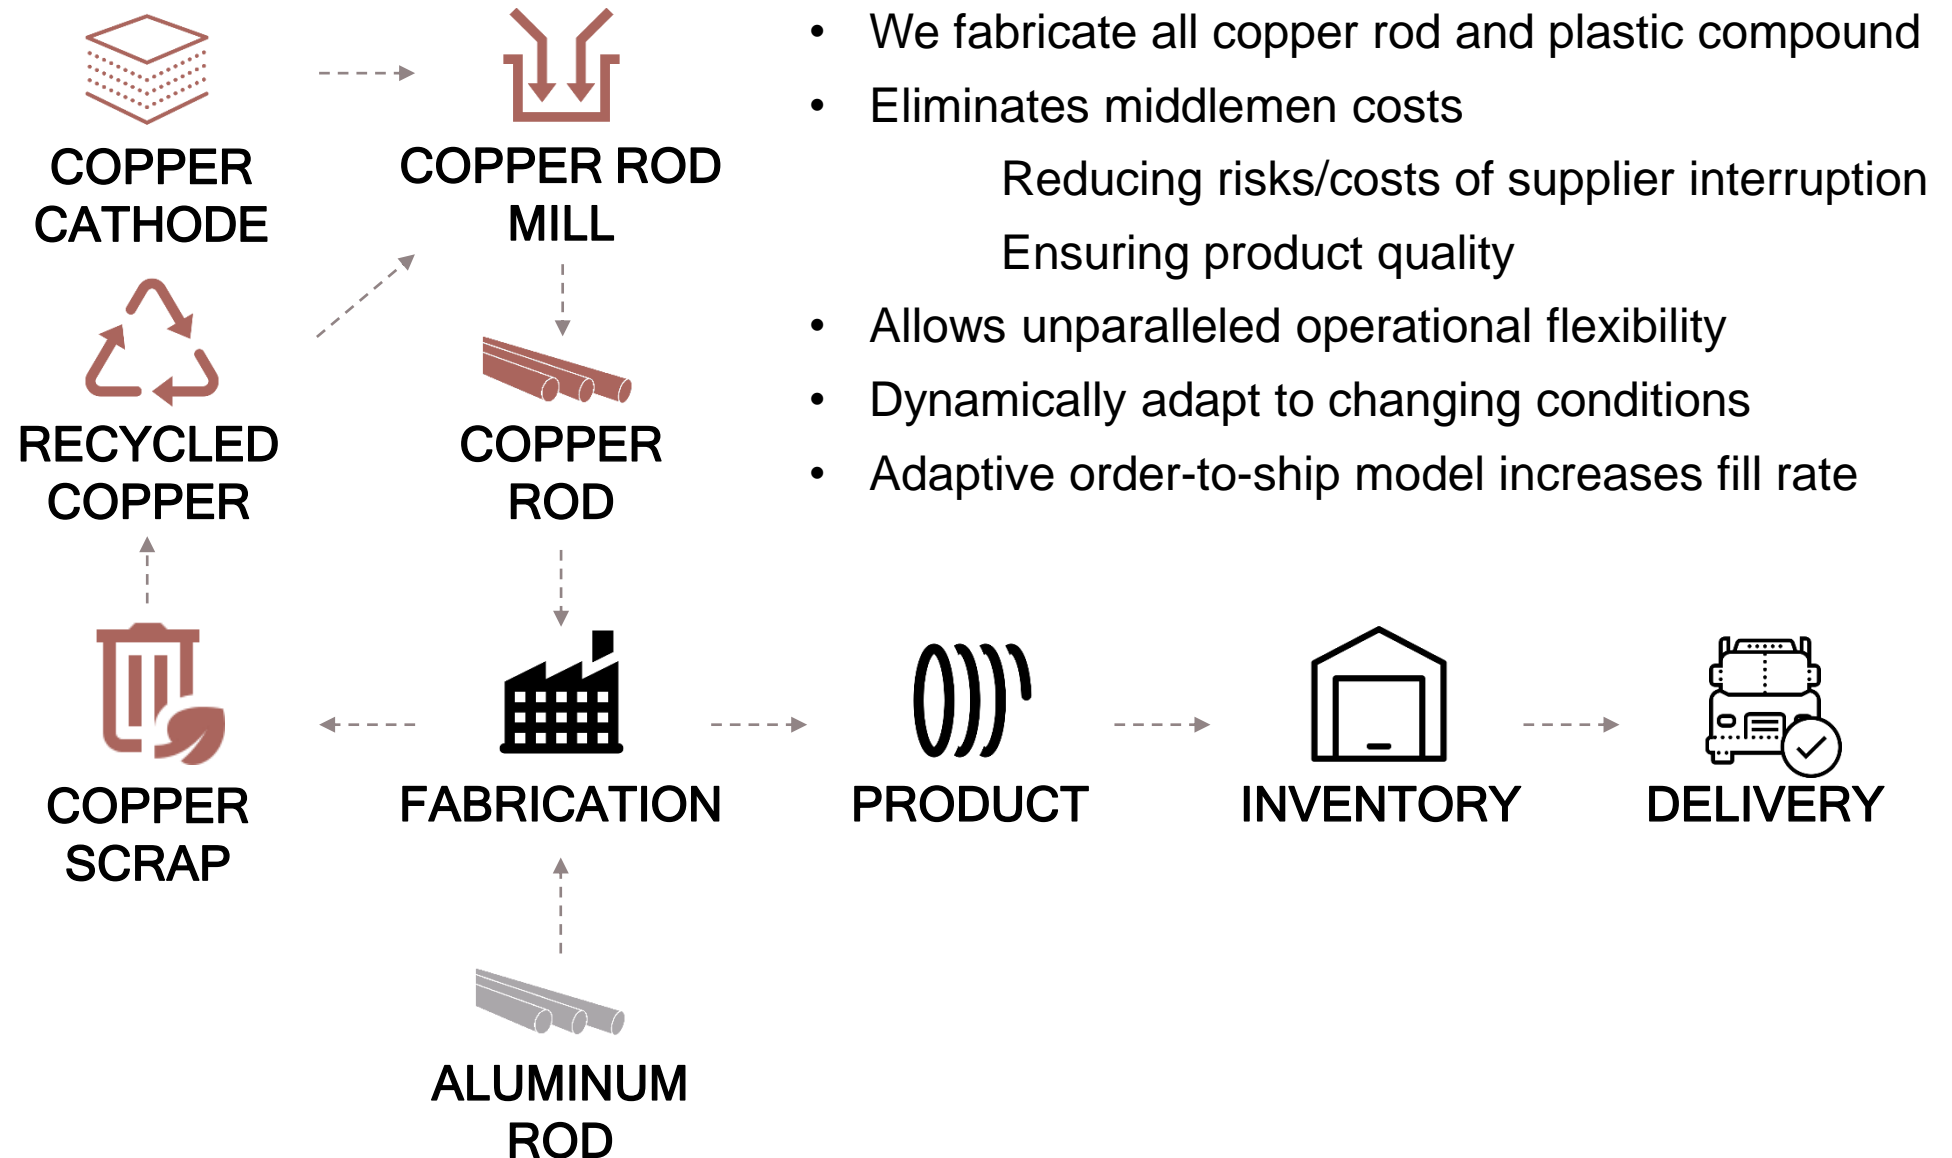 COPPER
CATHODE
COPPER ROD
MILL
• We fabricate all copper rod and plastic compound
• Eliminates middlemen costs
Reducing risks/costs of supplier interruption
Ensuring product quality
• Allows unparalleled operational flexibility
• Dynamically adapt to changing conditions
• Adaptive order-to-ship model increases fill rate
RECYCLED
COPPER
COPPER
ROD
COPPER
SCRAP
FABRICATION
PRODUCT
INVENTORY
DELIVERY
ALUMINUM
ROD